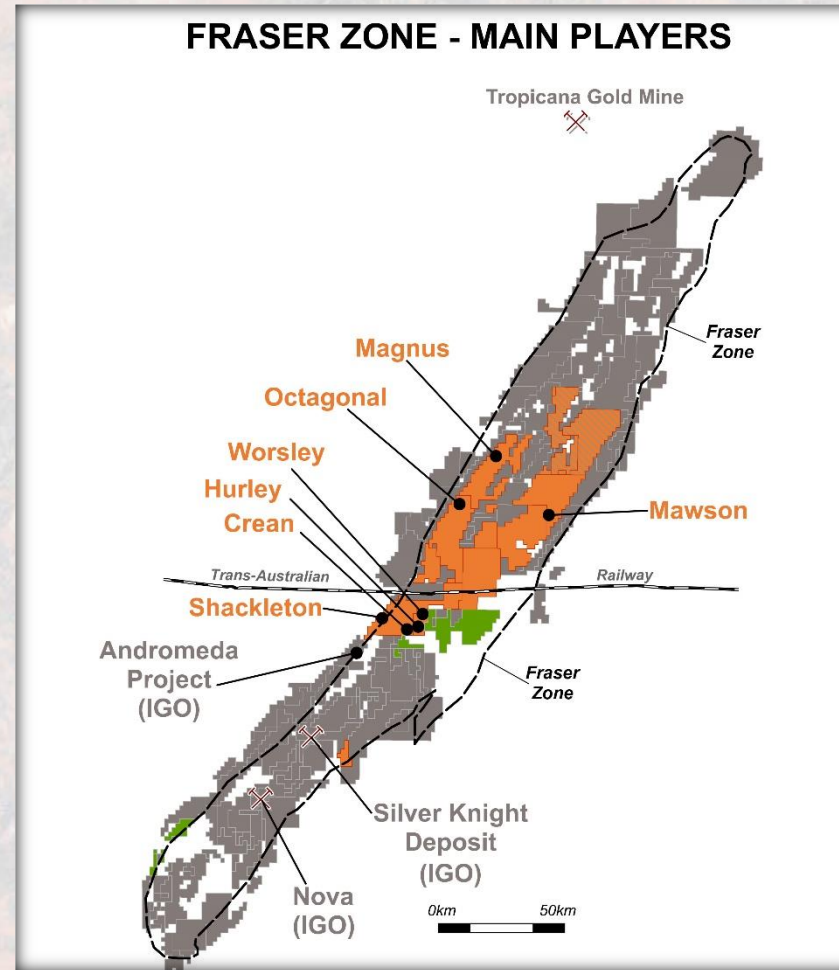 FRASER ZONE - MAIN PLAYERS
Tropicana Gold Mine
Fraser
Zone
Magnus
Octagonal
Worsley
Hurley
Crean
Mawson
Trans-Australian
Railway
Shackleton
Andromeda
Project
(IGO)
Fraser
Zone
Silver Knight
Deposit
(IGO)
Nova
(IGO)
0km
50km